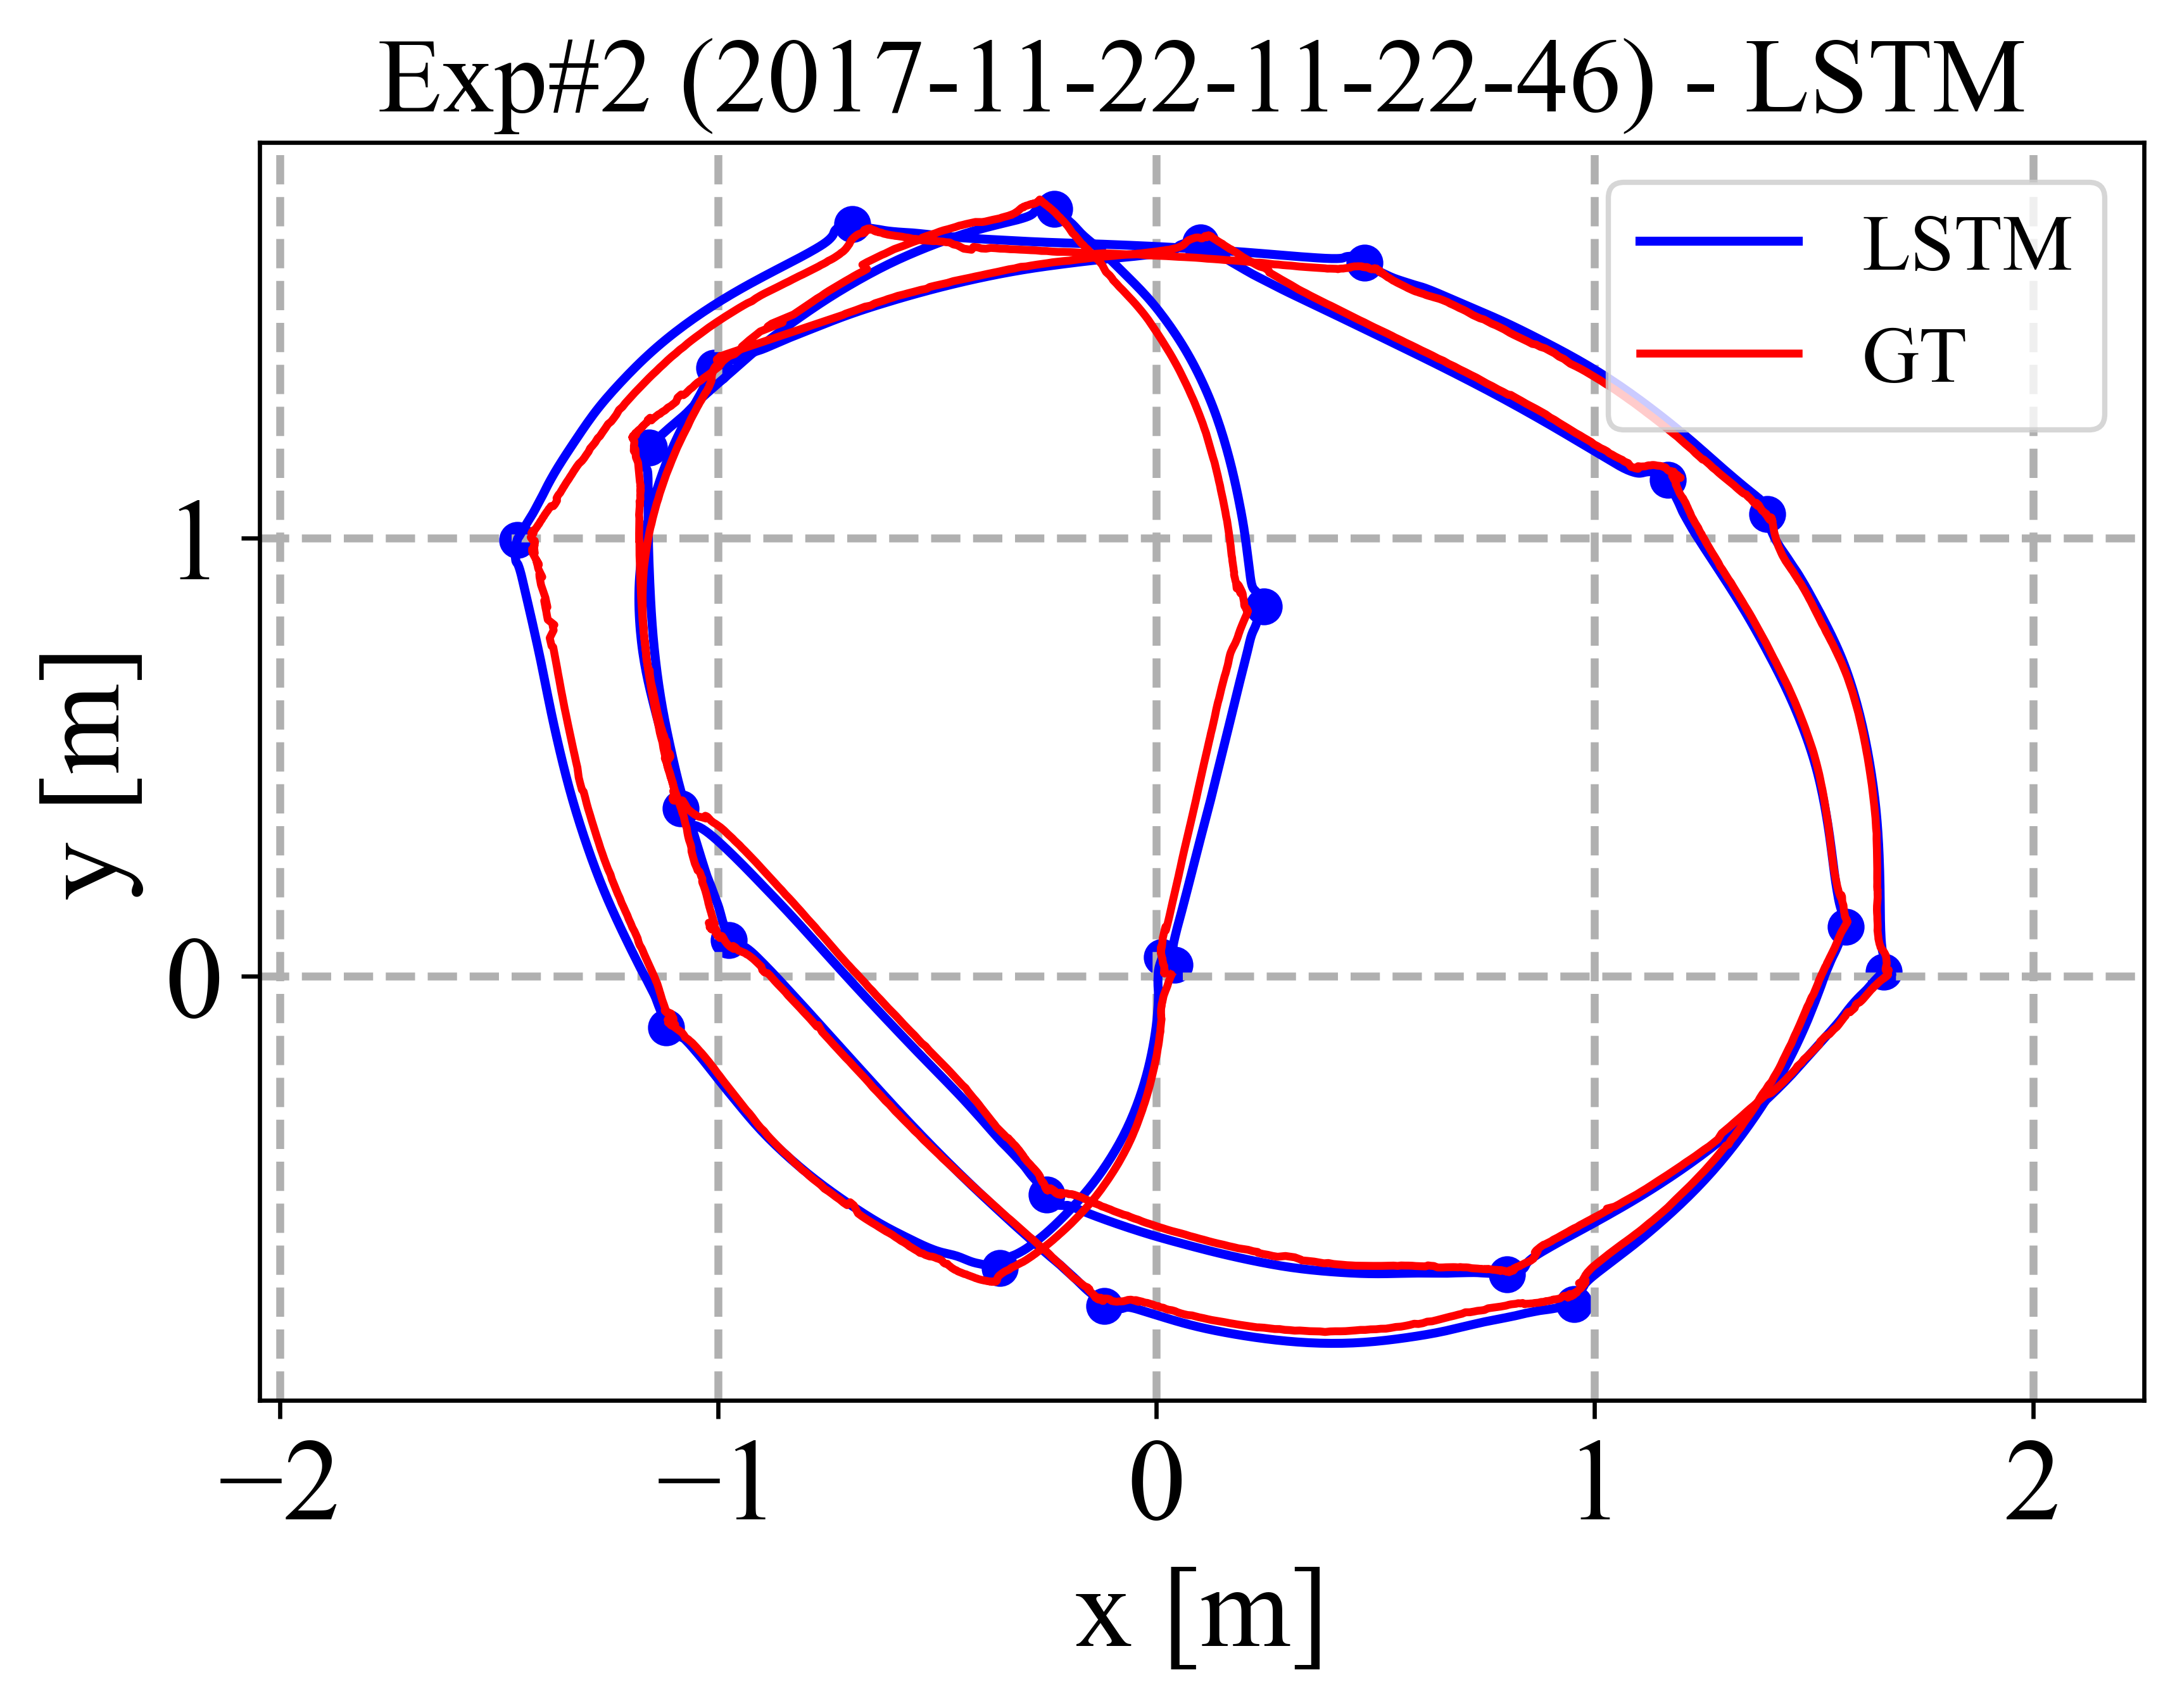 Exp#2 (2017-11-22-11-22-46) - LSTM
LSTM
GT
y [m]
1
0
−2
−1
0
1
2
x [m]